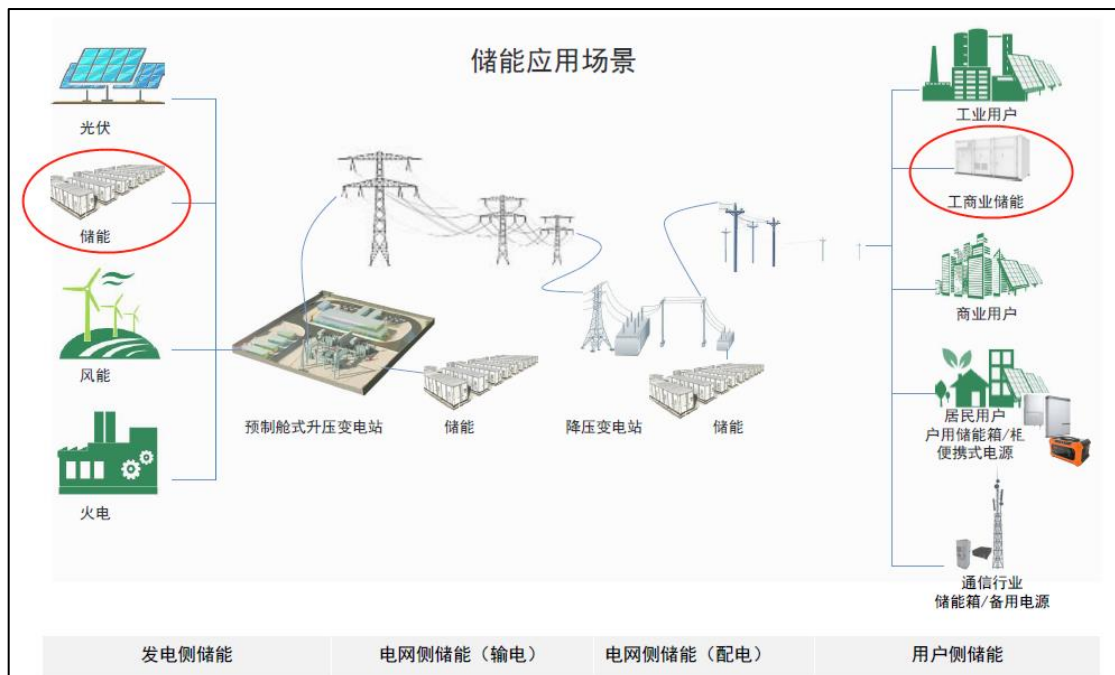 储能应用场景
光伏
储能
风能
火电
预制舱式升压变电站
储能
降压变电站
储能
工业用户
工商业储能
商业用户
居民用户
户用储能箱/柜
便携式电源
通信行业
储能箱/备用电源
发电侧储能
电网侧储能（输电）
电网侧储能（配电）
用户侧储能